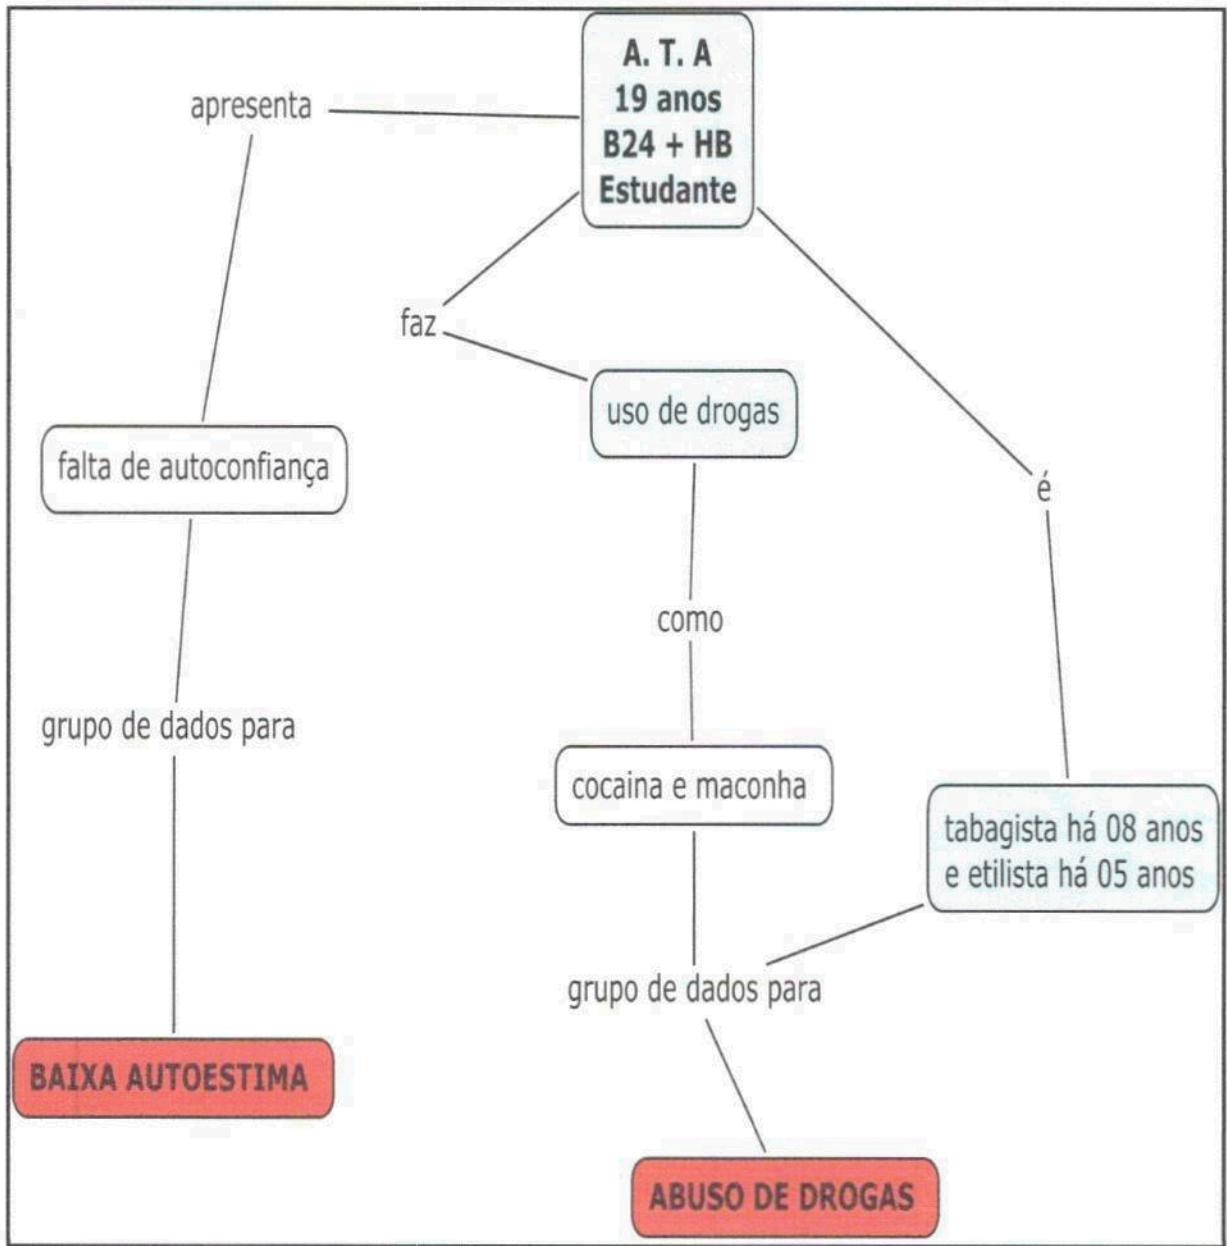 A. T. A
19 anos
B24 + HB
Estudante
apresenta
faz
uso de drogas
falta de autoconfiança
é
como
grupo de dados para
cocaina e maconha
tabagista há 08 anos
e etilista há 05 anos
grupo de dados para
BAIXA AUTOESTIMA
ABUSO DE DROGAS